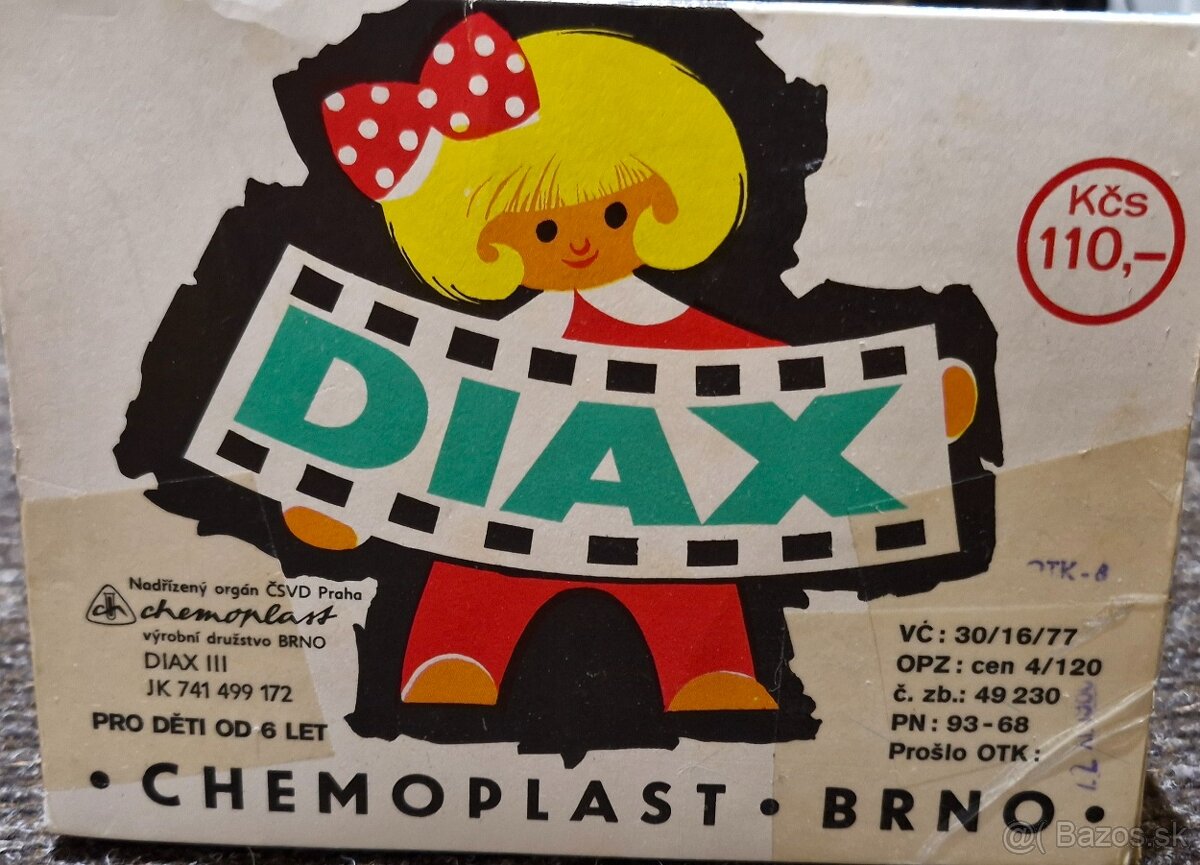 Kčs
110,-
DIAX
Nadřízený orgán ČSVD Praha
ch chemoplast
výrobní družstvo BRNO
DIAX III
JK 741 499 172
PRO DĚTI OD 6 LET
OTK-8
VČ: 30/16/77
OPZ: cen 4/120
č. zb.: 49 230
PN: 93-68
Prošlo OTK:
• CHEMOPLAST • BRNO •
@( Bazos.sk